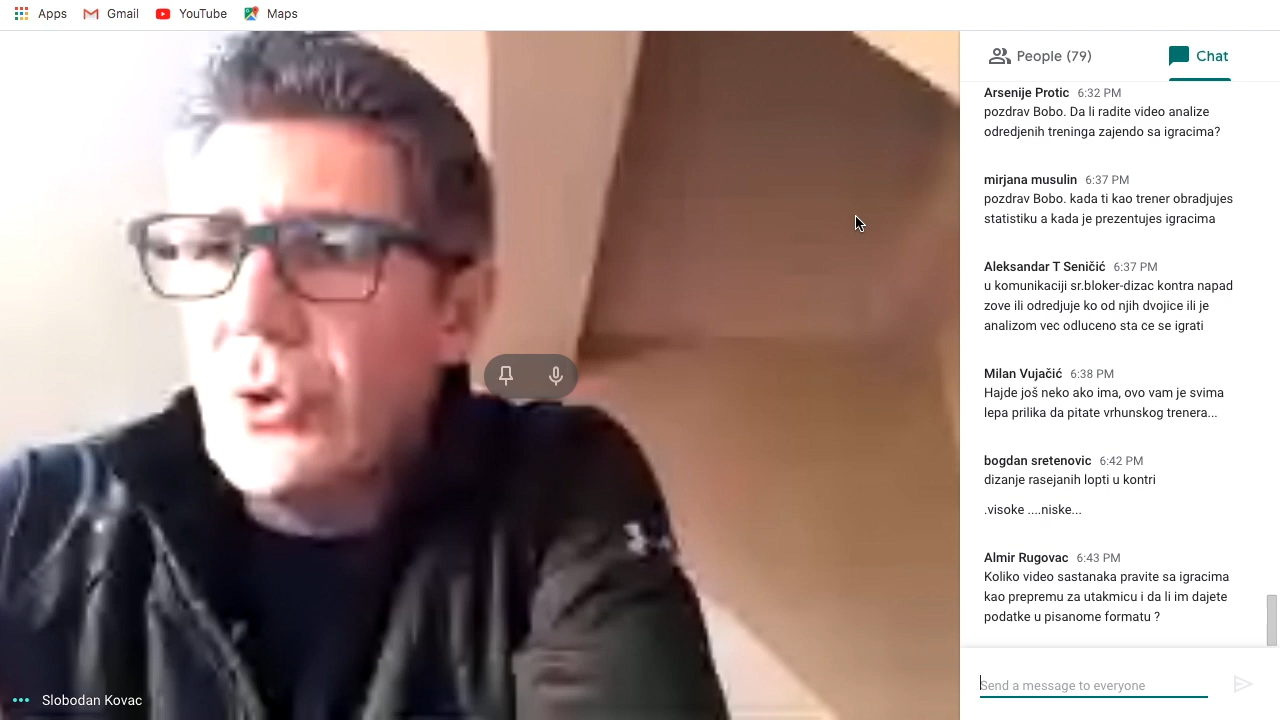 Apps Gmail YouTube Maps
People (79) Chat
Arsenije Protic 6:32 PM
pozdrav Bobo. Da li radite video analize
odredjenih treninga zajendo sa igracima?
mirjana musulin 6:37 PM
pozdrav Bobo. kada ti kao trener obradjujes
statistiku a kada je prezentujes igracima
Aleksandar T Seničić 6:37 PM
u komunikaciji sr.bloker-dizac kontra napad
zove ili odredjuje ko od njih dvojice ili je
analizom vec odluceno sta ce se igrati
Milan Vujačić 6:38 PM
Hajde još neko ako ima, ovo vam je svima
lepa prilika da pitate vrhunskog trenera...
bogdan sretenovic 6:42 PM
dizanje rasejanih lopti u kontri
.visoke ....niske...
Almir Rugovac 6:43 PM
Koliko video sastanaka pravite sa igracima
kao prepremu za utakmicu i da li im dajete
podatke u pisanome formatu ?
Send a message to everyone
Slobodan Kovac